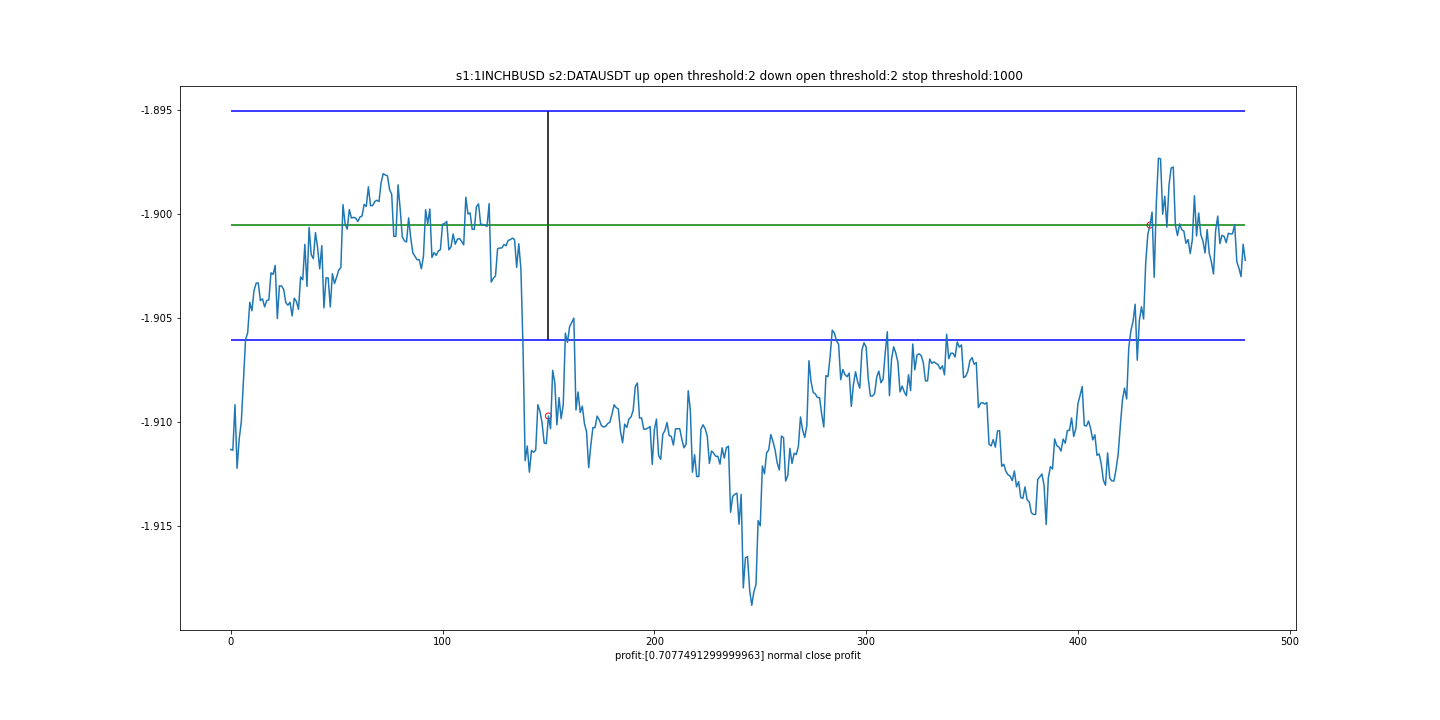 s1:1INCHBUSD s2:DATAUSDT up open threshold:2 down open threshold:2 stop threshold:1000
-1.895
-1.900
-1.905
-1.910
-1.915
0 100 200 300 400 500
profit:[0.7077491299999963] normal close profit